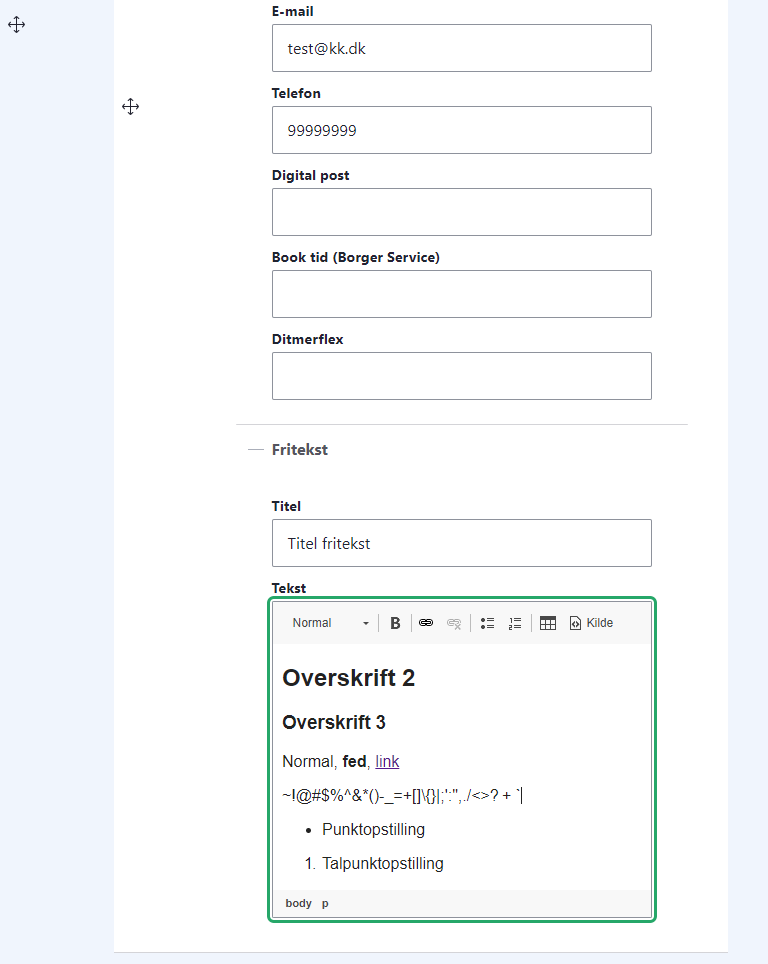 E-mail
test@kk.dk
Telefon
99999999
Digital post
Book tid (Borger Service)
Ditmerflex
Fritekst
Titel
Titel fritekst
Tekst
Normal B Kilde
Overskrift 2
Overskrift 3
Normal, fed, link
~!@#$%^&*()-_=+[]\{}|;':",./<>? + `
• Punktopstilling
1. Talpunktopstilling
body p